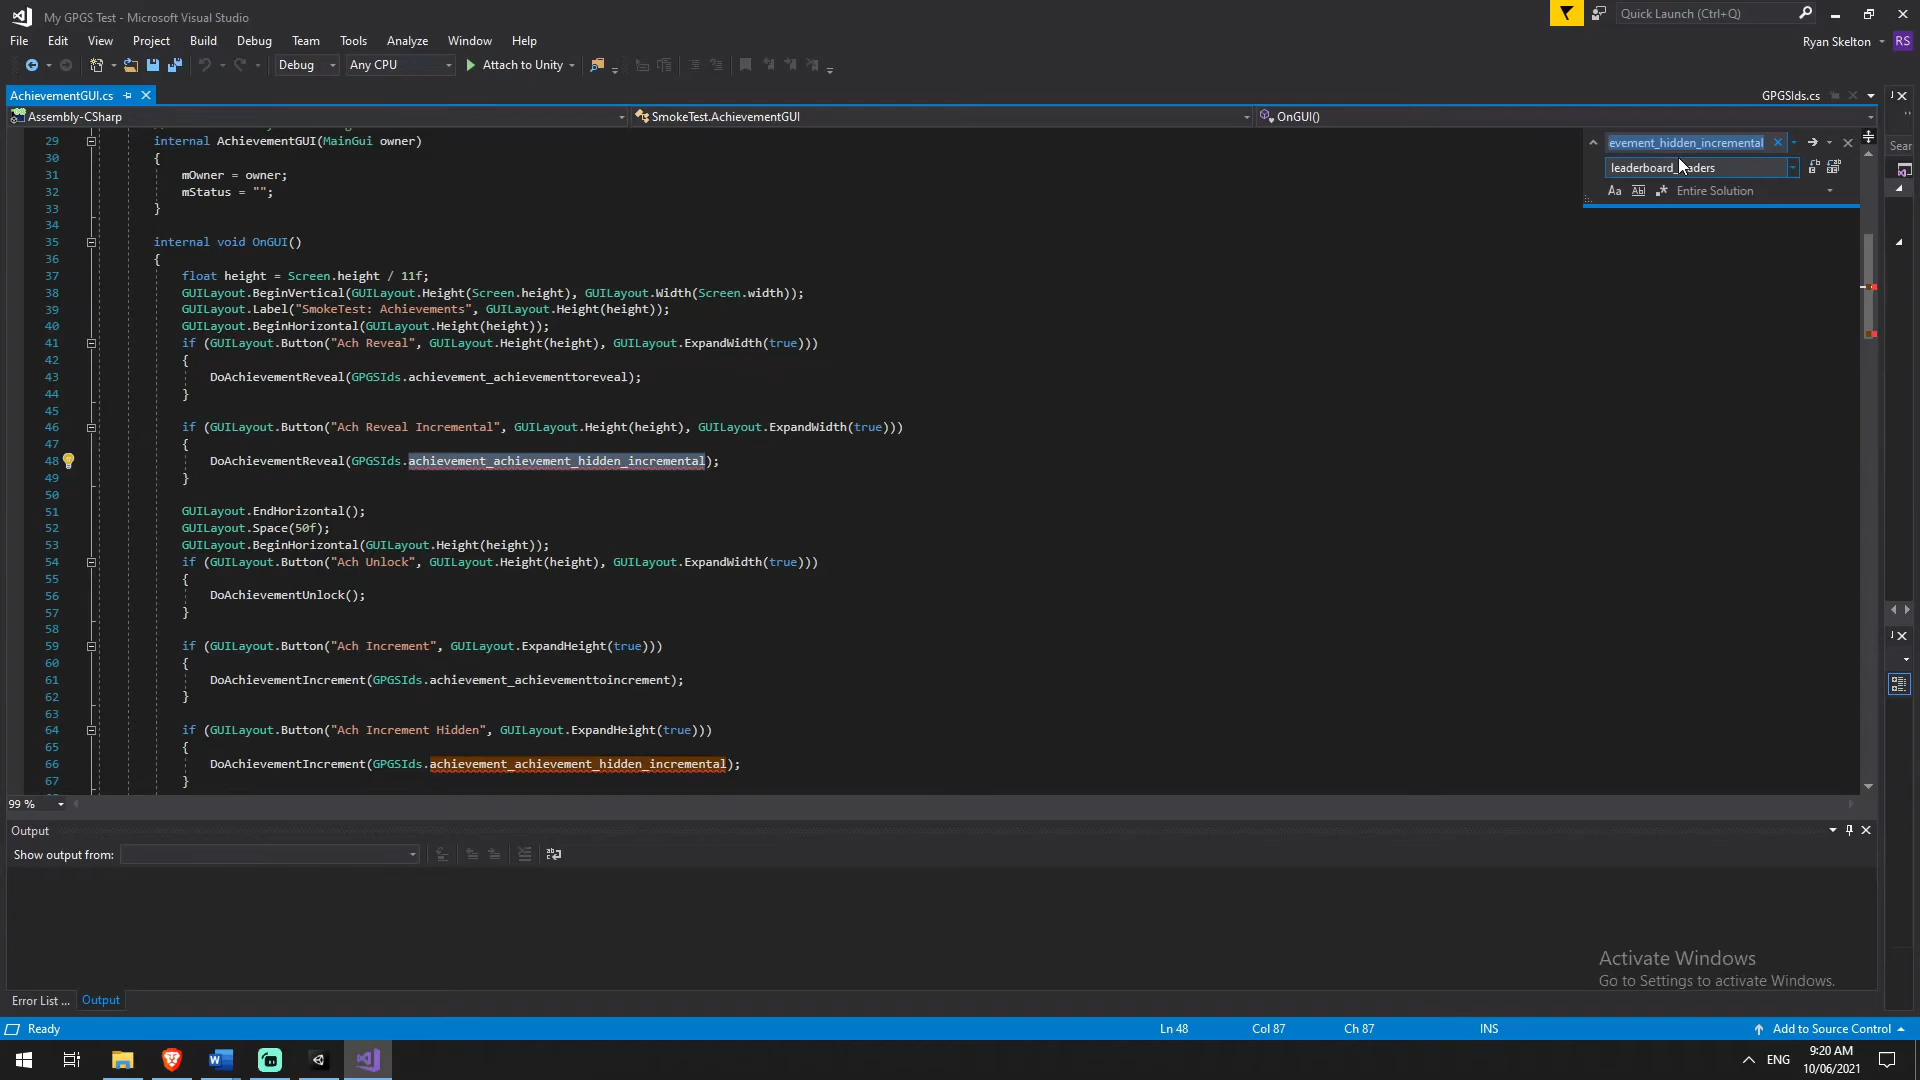 My GPGS Test - Microsoft Visual Studio
Quick Launch (Ctrl+Q)
File Edit View Project Build Debug Team Tools Analyze Window Help
Ryan Skelton RS
Debug Any CPU Attach to Unity
AchievementGUI.cs
GPGSIds.cs
Assembly-CSharp SmokeTest.AchievementGUI OnGUI()
evement_hidden_incremental
Sear
leaderboard_
Aa Ab Entire Solution
29 internal AchievementGUI(MainGui owner)
30 {
31 mOwner = owner;
32 mStatus = "";
33 }
34
35 internal void OnGUI()
36 {
37 float height = Screen.height / 11f;
38 GUILayout.BeginVertical(GUILayout.Height(Screen.height), GUILayout.Width(Screen.width));
39 GUILayout.Label("SmokeTest: Achievements", GUILayout.Height(height));
40 GUILayout.BeginHorizontal(GUILayout.Height(height));
41 if (GUILayout.Button("Ach Reveal", GUILayout.Height(height), GUILayout.ExpandWidth(true)))
42 {
43 DoAchievementReveal(GPGSIds.achievement_achievementtoreveal);
44 }
45
46 if (GUILayout.Button("Ach Reveal Incremental", GUILayout.Height(height), GUILayout.ExpandWidth(true)))
47 {
48 DoAchievementReveal(GPGSIds.achievement_achievement_hidden_incremental);
49 }
50
51 GUILayout.EndHorizontal();
52 GUILayout.Space(50f);
53 GUILayout.BeginHorizontal(GUILayout.Height(height));
54 if (GUILayout.Button("Ach Unlock", GUILayout.Height(height), GUILayout.ExpandWidth(true)))
55 {
56 DoAchievementUnlock();
57 }
58
59 if (GUILayout.Button("Ach Increment", GUILayout.ExpandHeight(true)))
60 {
61 DoAchievementIncrement(GPGSIds.achievement_achievementtoincrement);
62 }
63
64 if (GUILayout.Button("Ach Increment Hidden", GUILayout.ExpandHeight(true)))
65 {
66 DoAchievementIncrement(GPGSIds.achievement_achievement_hidden_incremental);
67 }
99 %
Output
Show output from:
Activate Windows
Go to Settings to activate Windows.
Error List ... Output
Ready Ln 48 Col 87 Ch 87 INS Add to Source Control
ENG 9:20 AM
10/06/2021